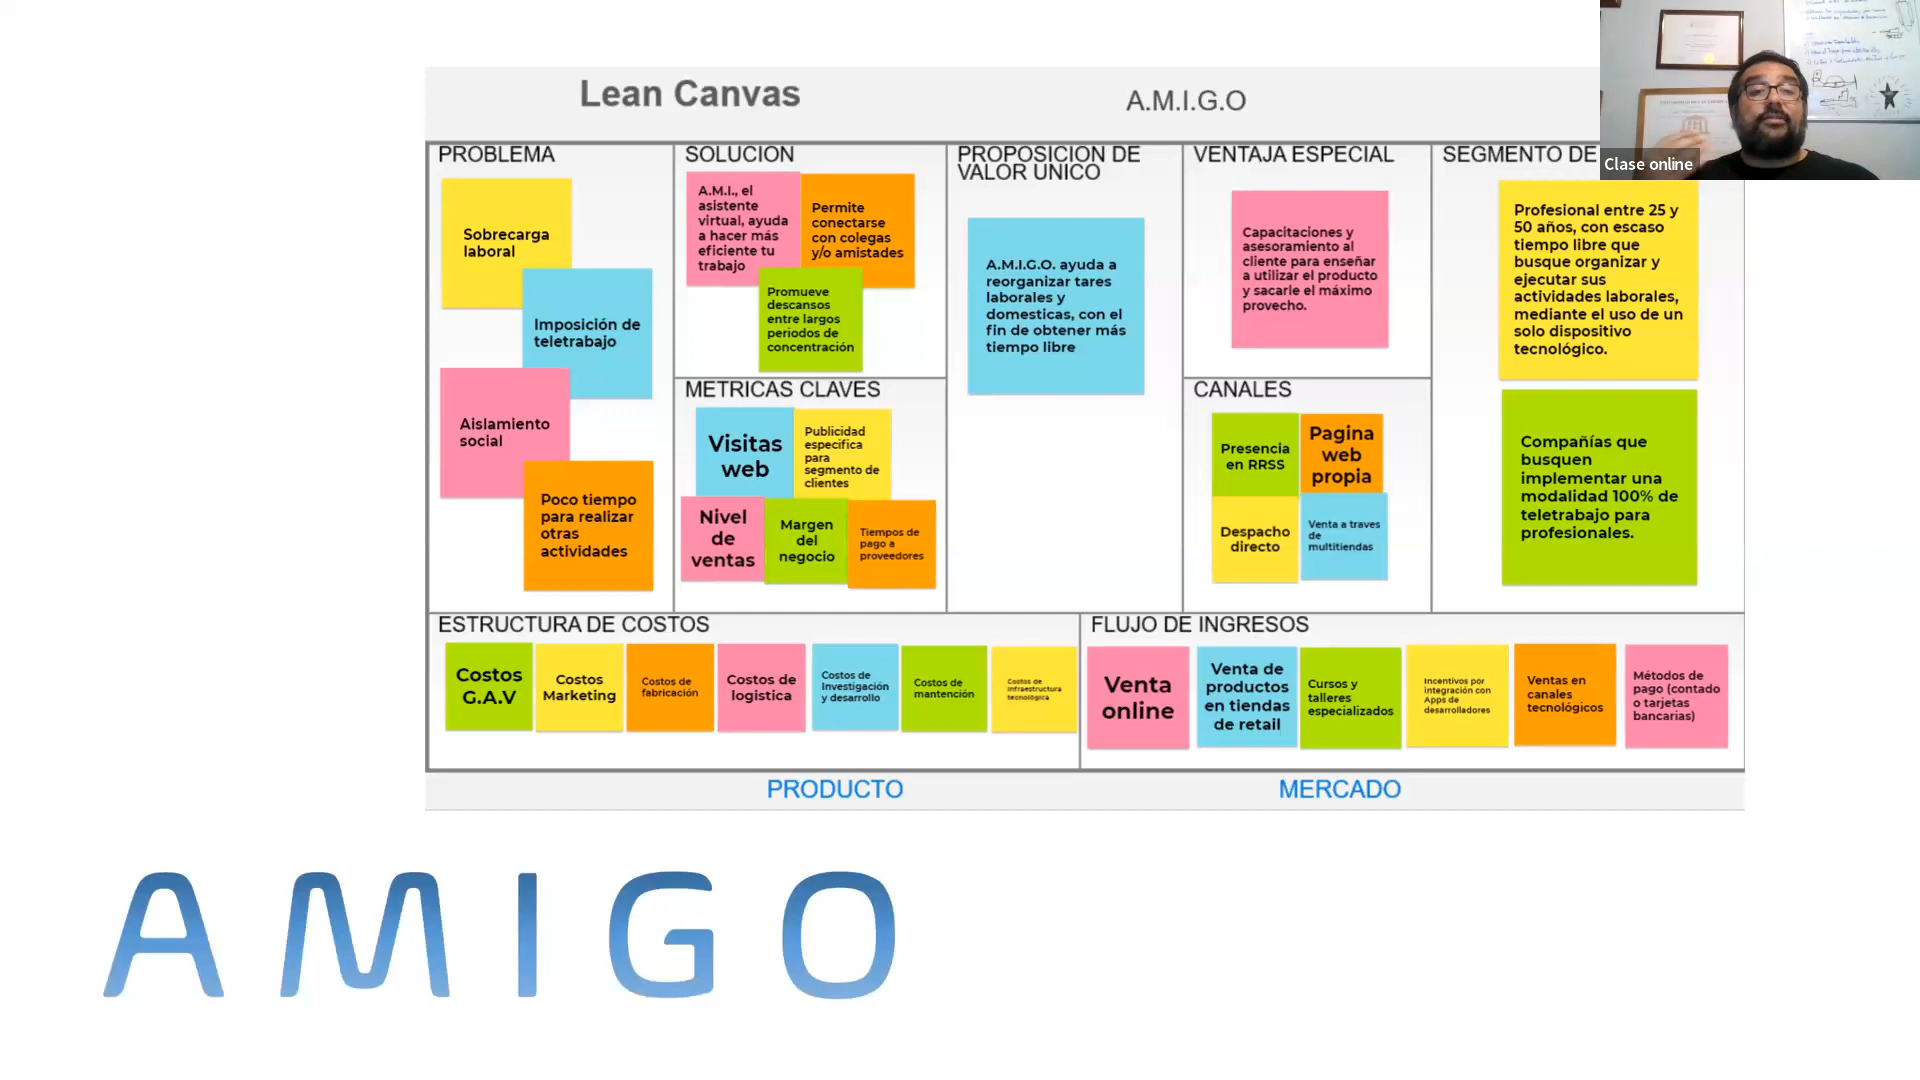 Lean Canvas
A.M.I.G.O
Clase online
PROBLEMA
Sobrecarga
laboral
Imposición de
teletrabajo
Aislamiento
social
Poco tiempo
para realizar
otras
actividades
SOLUCION
A.M.I., el
asistente
virtual, ayuda
a hacer más
eficiente tu
trabajo
Permite
conectarse
con colegas
y/o amistades
Promueve
descansos
entre largos
periodos de
concentración
METRICAS CLAVES
Visitas
web
Publicidad
especifica
para
segmento de
clientes
Nivel
de
ventas
Margen
del
negocio
Tiempos de
pago a
proveedores
PROPOSICION DE
VALOR UNICO
A.M.I.G.O. ayuda a
reorganizar tares
laborales y
domesticas, con el
fin de obtener más
tiempo libre
VENTAJA ESPECIAL
Capacitaciones y
asesoramiento al
cliente para enseñar
a utilizar el producto
y sacarle el máximo
provecho.
CANALES
Presencia
en RRSS
Pagina
web
propia
Despacho
directo
Venta a traves
de
multitiendas
SEGMENTO DE
Profesional entre 25 y
50 años, con escaso
tiempo libre que
busque organizar y
ejecutar sus
actividades laborales,
mediante el uso de un
solo dispositivo
tecnológico.
Compañías que
busquen
implementar una
modalidad 100% de
teletrabajo para
profesionales.
ESTRUCTURA DE COSTOS
Costos
G.A.V
Costos
Marketing
Costos de
fabricación
Costos de
logistica
Costos de
Investigación
y desarrollo
Costos de
mantención
Costos de
infraestructura
tecnológica
FLUJO DE INGRESOS
Venta
online
Venta de
productos
en tiendas
de retail
Cursos y
talleres
especializados
Incentivos por
integración con
Apps de
desarrolladores
Ventas en
canales
tecnológicos
Métodos de
pago (contado
o tarjetas
bancarias)
PRODUCTO
MERCADO
AMIGO